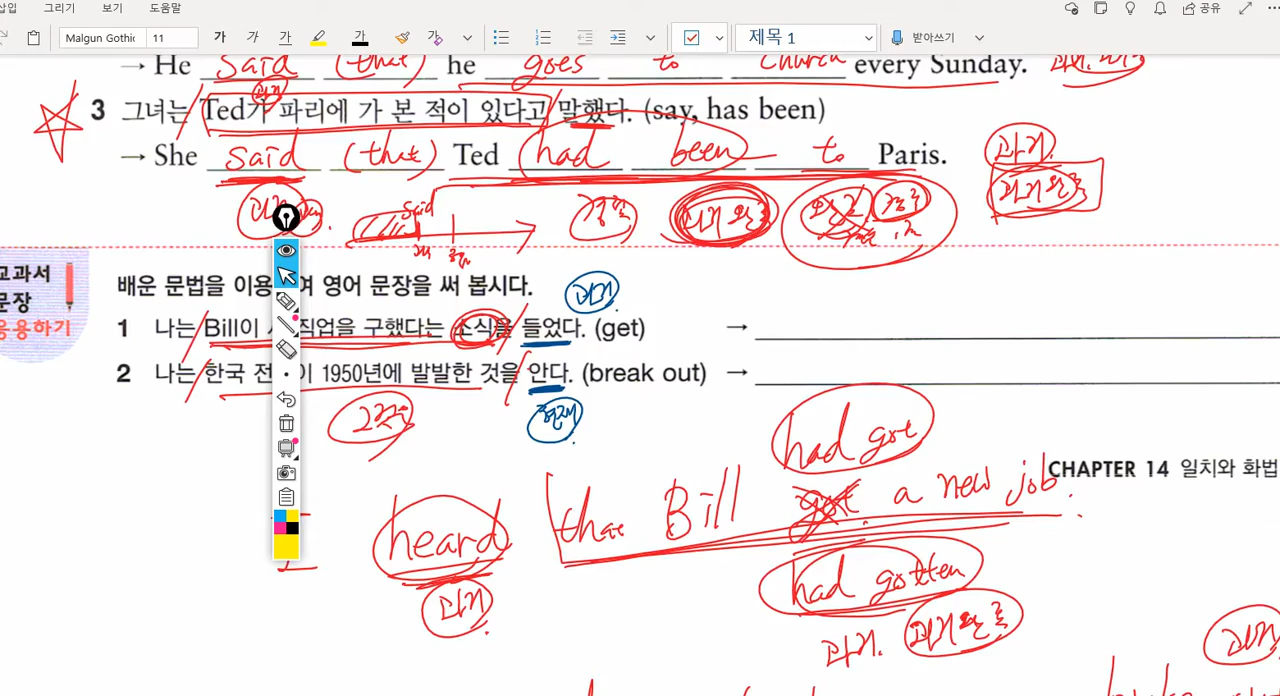 그리기 보기 도움말 공유
Malgun Gothic 11 가 가 가 가 제목 1 받아쓰기
→ He said (that) he goes to church every Sunday.
과거
3 그녀는 Ted가 파리에 가 본 적이 있다고 말했다. (say, has been)
→ She said (that) Ted had been to Paris. 과거.
과거완료
said 경험 과거완료 완료
배운 문법을 이용 여 영어 문장을 써 봅시다. 과거
교과서
문장
응용하기
1 나는 Bill이 직업을 구했다는 소식을 들었다. (get) →
2 나는 한국 전 이 1950년에 발발한 것을 안다. (break out) →
현재
had got
CHAPTER 14 일치와 화법
I heard that Bill got a new job.
had gotten
과거 과거. 과거완료
과거